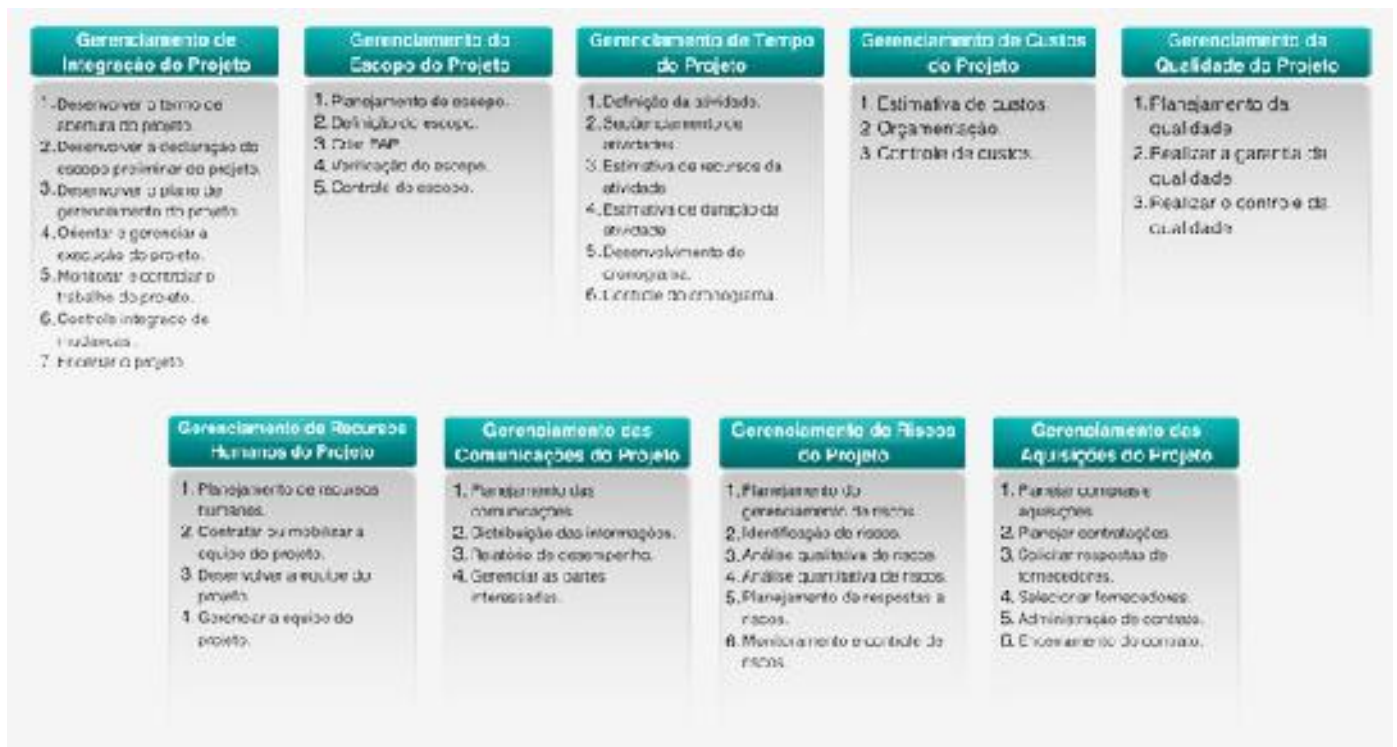 Gerenciamento de
Integração do Projeto
1. Desenvolver o termo de
abertura do projeto
2. Desenvolver a declaração do
escopo preliminar do projeto.
3. Desenvolver o plano de
gerenciamento do projeto
4. Orientar e gerenciar a
execução do projeto.
5. Monitorar e controlar o
trabalho do projeto.
6. Controle integrado de
mudanças.
7. Encerrar o projeto
Gerenciamento do
Escopo do Projeto
1. Planejamento do escopo.
2. Definição do escopo.
3. Criar EAP
4. Verificação do escopo.
5. Controle do escopo.
Gerenciamento de Tempo
do Projeto
1. Definição da atividade.
2. Seqüenciamento de
atividades
3. Estimativa de recursos da
atividade
4. Estimativa de duração da
atividade
5. Desenvolvimento do
cronograma.
6. Controle do cronograma.
Gerenciamento de Custos
do Projeto
1. Estimativa de custos
2. Orçamentação
3. Controle de custos.
Gerenciamento da
Qualidade do Projeto
1. Planejamento da
qualidade
2. Realizar a garantia da
qualidade
3. Realizar o controle da
qualidade
Gerenciamento de Recursos
Humanos do Projeto
1. Planejamento de recursos
humanos.
2. Contratar ou mobilizar a
equipe do projeto.
3. Desenvolver a equipe do
projeto
4. Gerenciar a equipe do
projeto.
Gerenciamento das
Comunicações do Projeto
1. Planejamento das
comunicações
2. Distribuição das informações.
3. Relatório de desempenho.
4. Gerenciar as partes
interessadas.
Gerenciamento de Riscos
do Projeto
1. Planejamento do
gerenciamento de riscos
2. Identificação de riscos.
3. Análise qualitativa de riscos
4. Análise quantitativa de riscos.
5. Planejamento de respostas a
riscos.
6. Monitoramento e controle de
riscos
Gerenciamento das
Aquisições do Projeto
1. Planejar compras e
aquisições
2. Planejar contratações.
3. Solicitar respostas de
fornecedores.
4. Selecionar fornecedores.
5. Administração de contrato.
6. Encerramento do contrato.